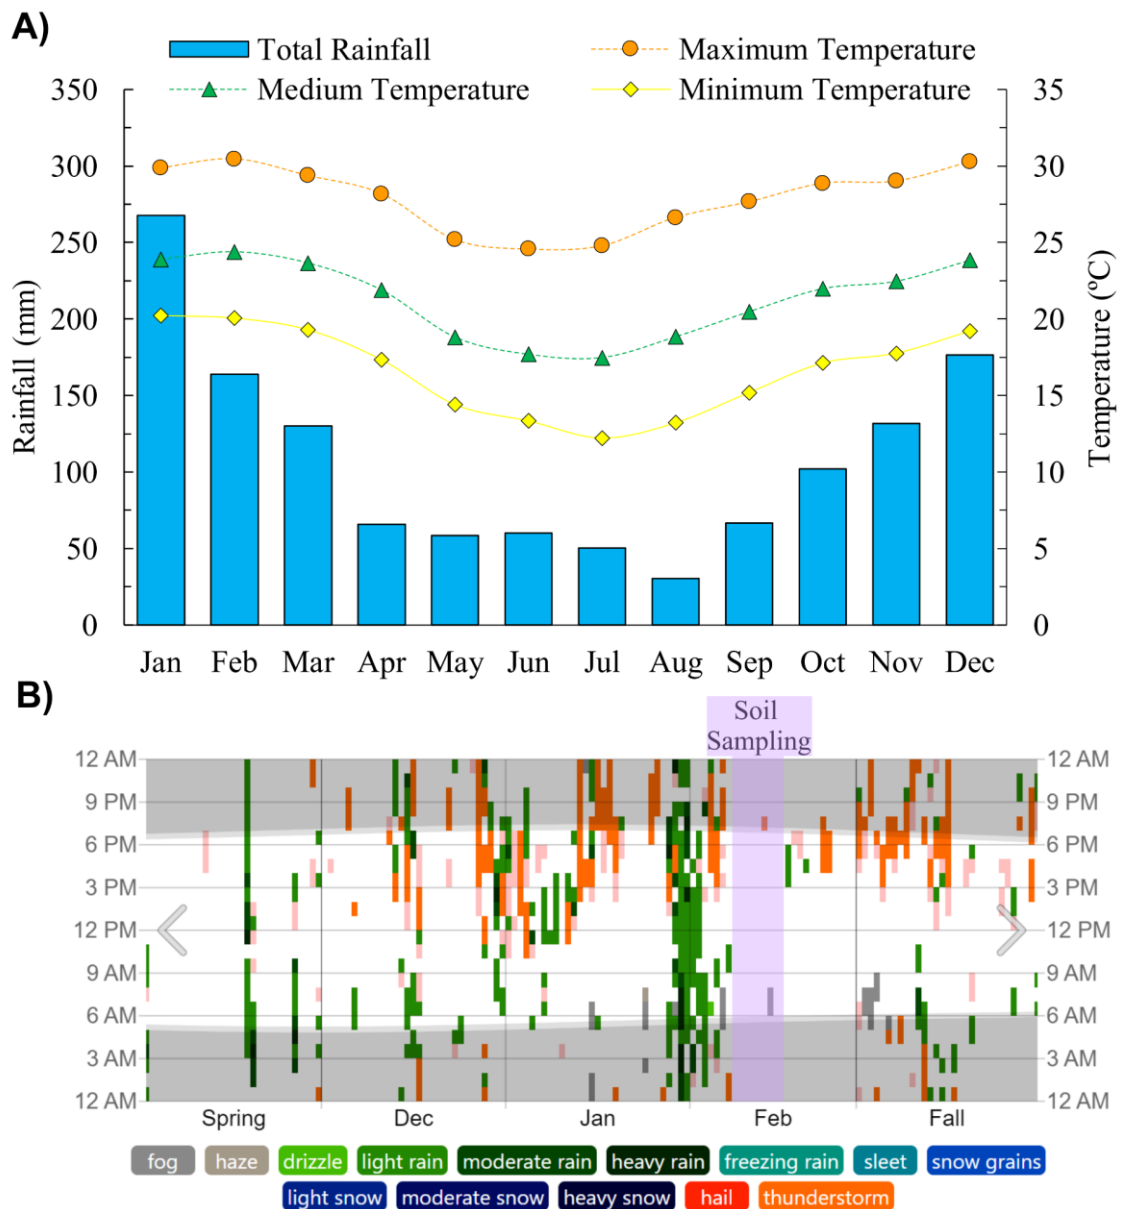 A)
Total Rainfall
Maximum Temperature
Medium Temperature
Minimum Temperature
350
300
250
200
150
100
50
0
Rainfall (mm)
35
30
25
20
15
10
5
0
Temperature (ºC)
Jan Feb Mar Apr May Jun Jul Aug Sep Oct Nov Dec
B)
Soil
Sampling
12 AM
9 PM
6 PM
3 PM
12 PM
9 AM
6 AM
3 AM
12 AM
12 AM
9 PM
6 PM
3 PM
12 PM
9 AM
6 AM
3 AM
12 AM
Spring Dec Jan Feb Fall
fog haze drizzle light rain moderate rain heavy rain freezing rain sleet snow grains
light snow moderate snow heavy snow hail thunderstorm